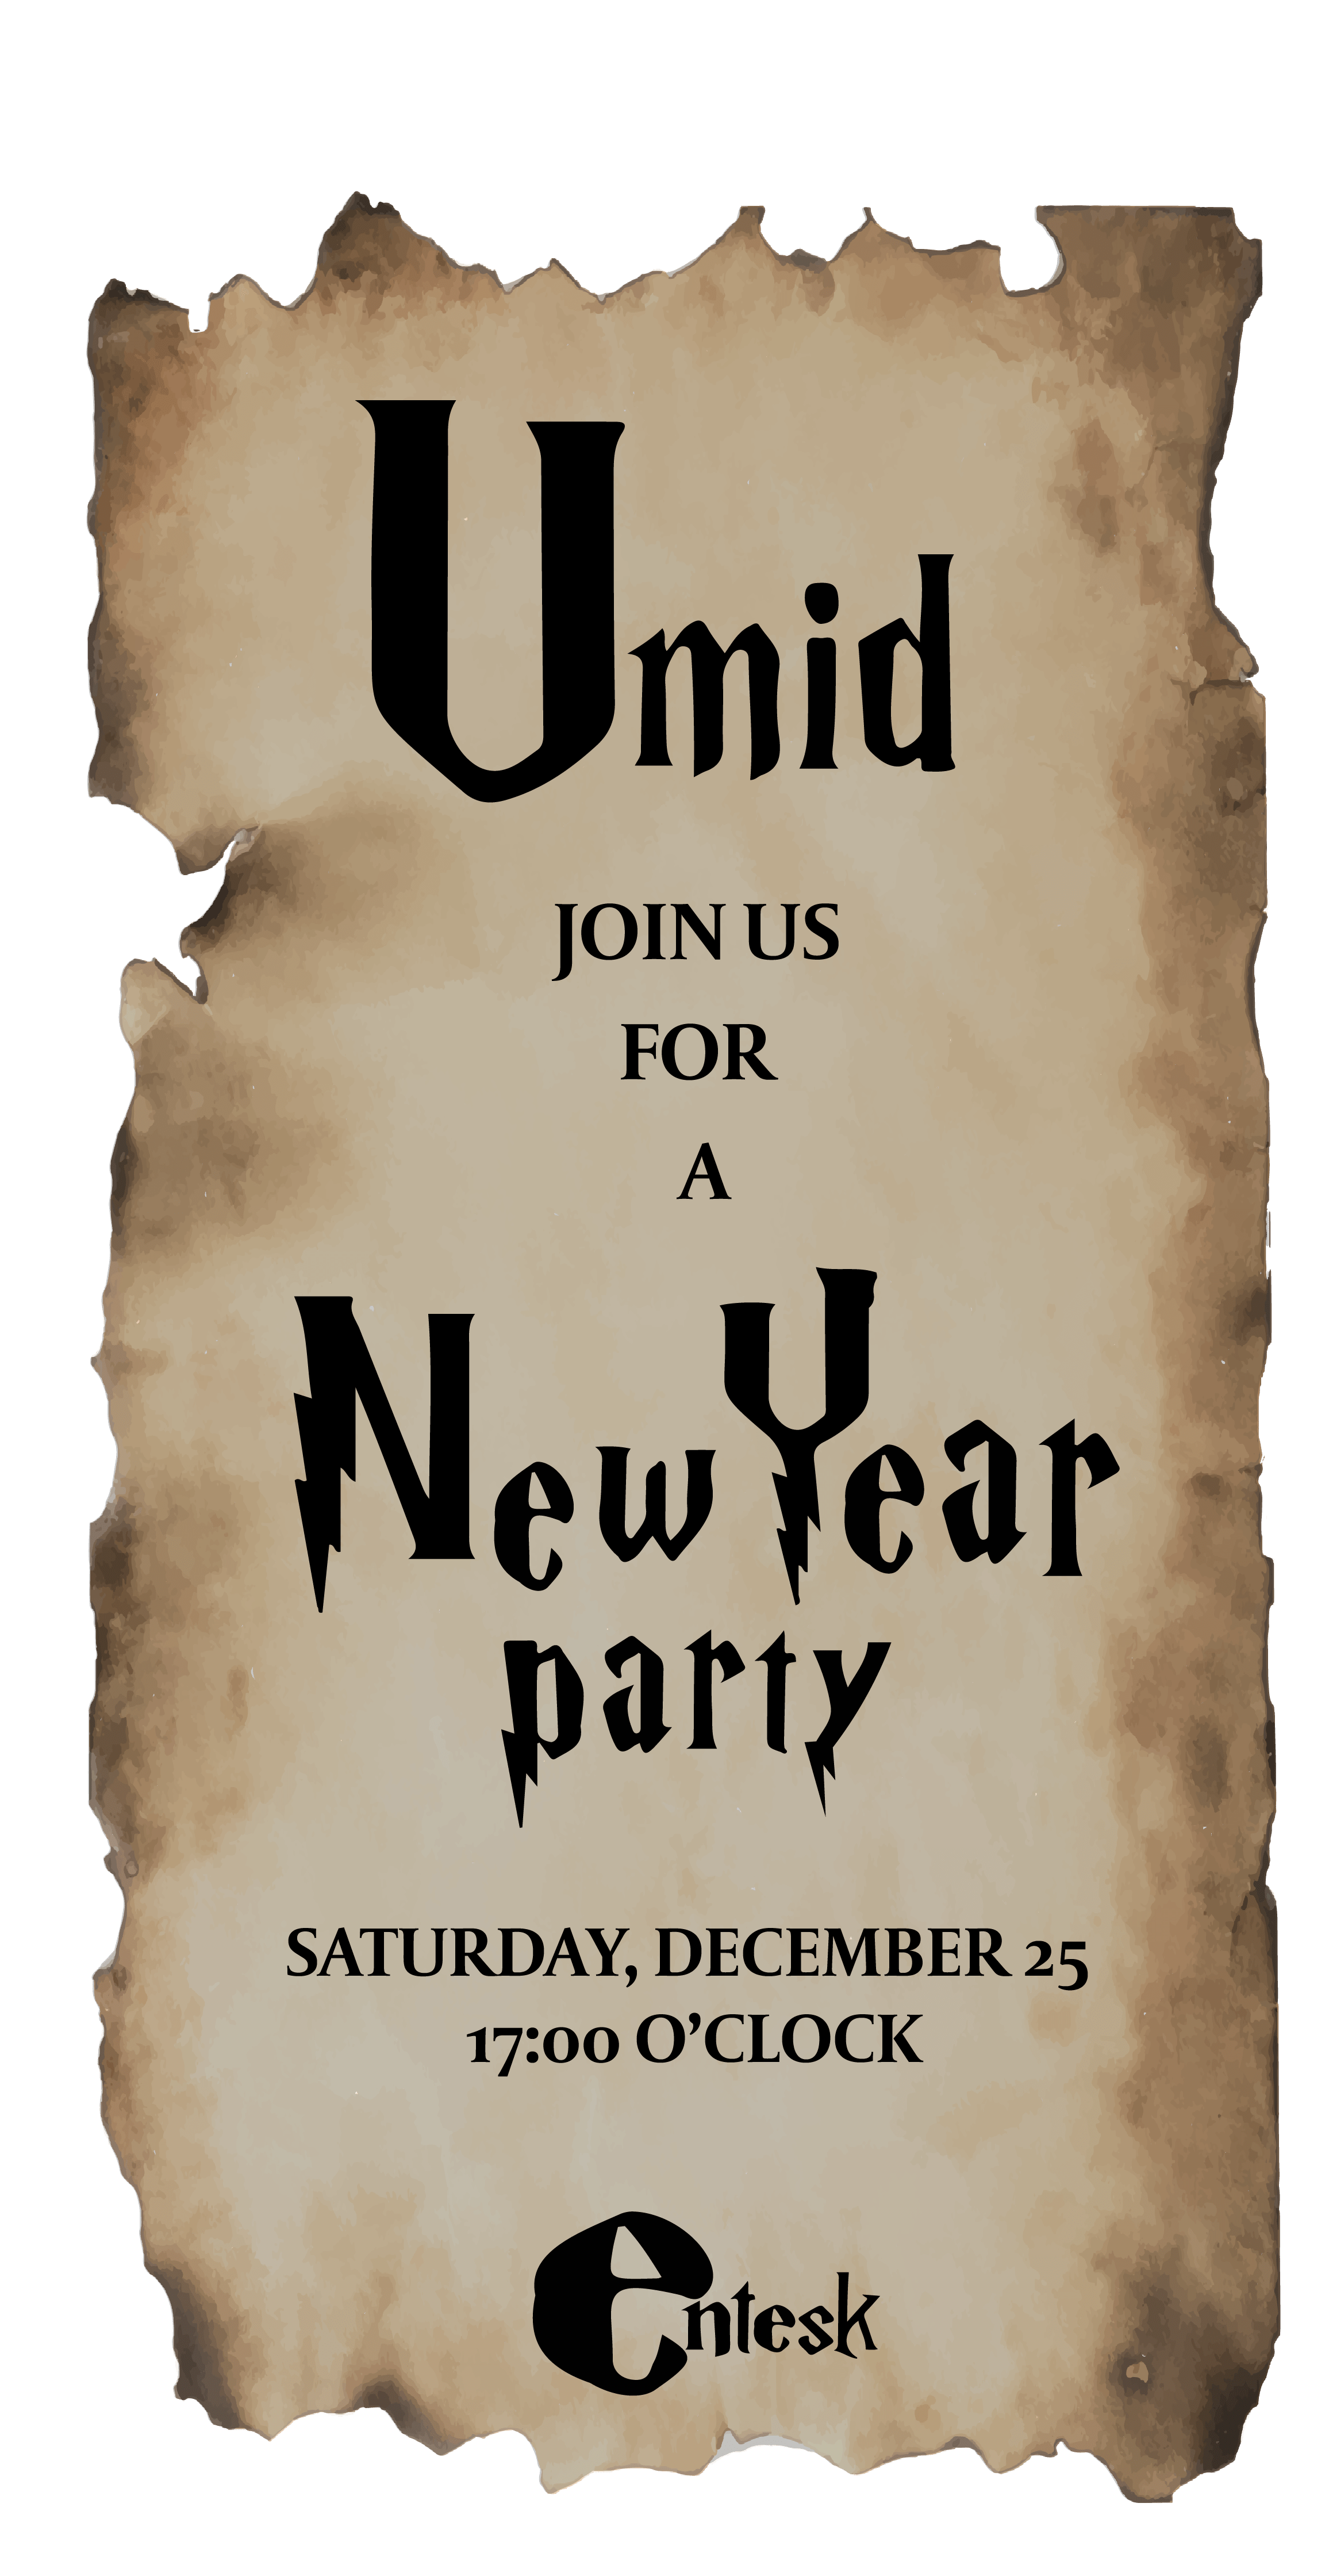 Umid
JOIN US
FOR
A
New Year
party
SATURDAY, DECEMBER 25
17:00 O’CLOCK
entesk